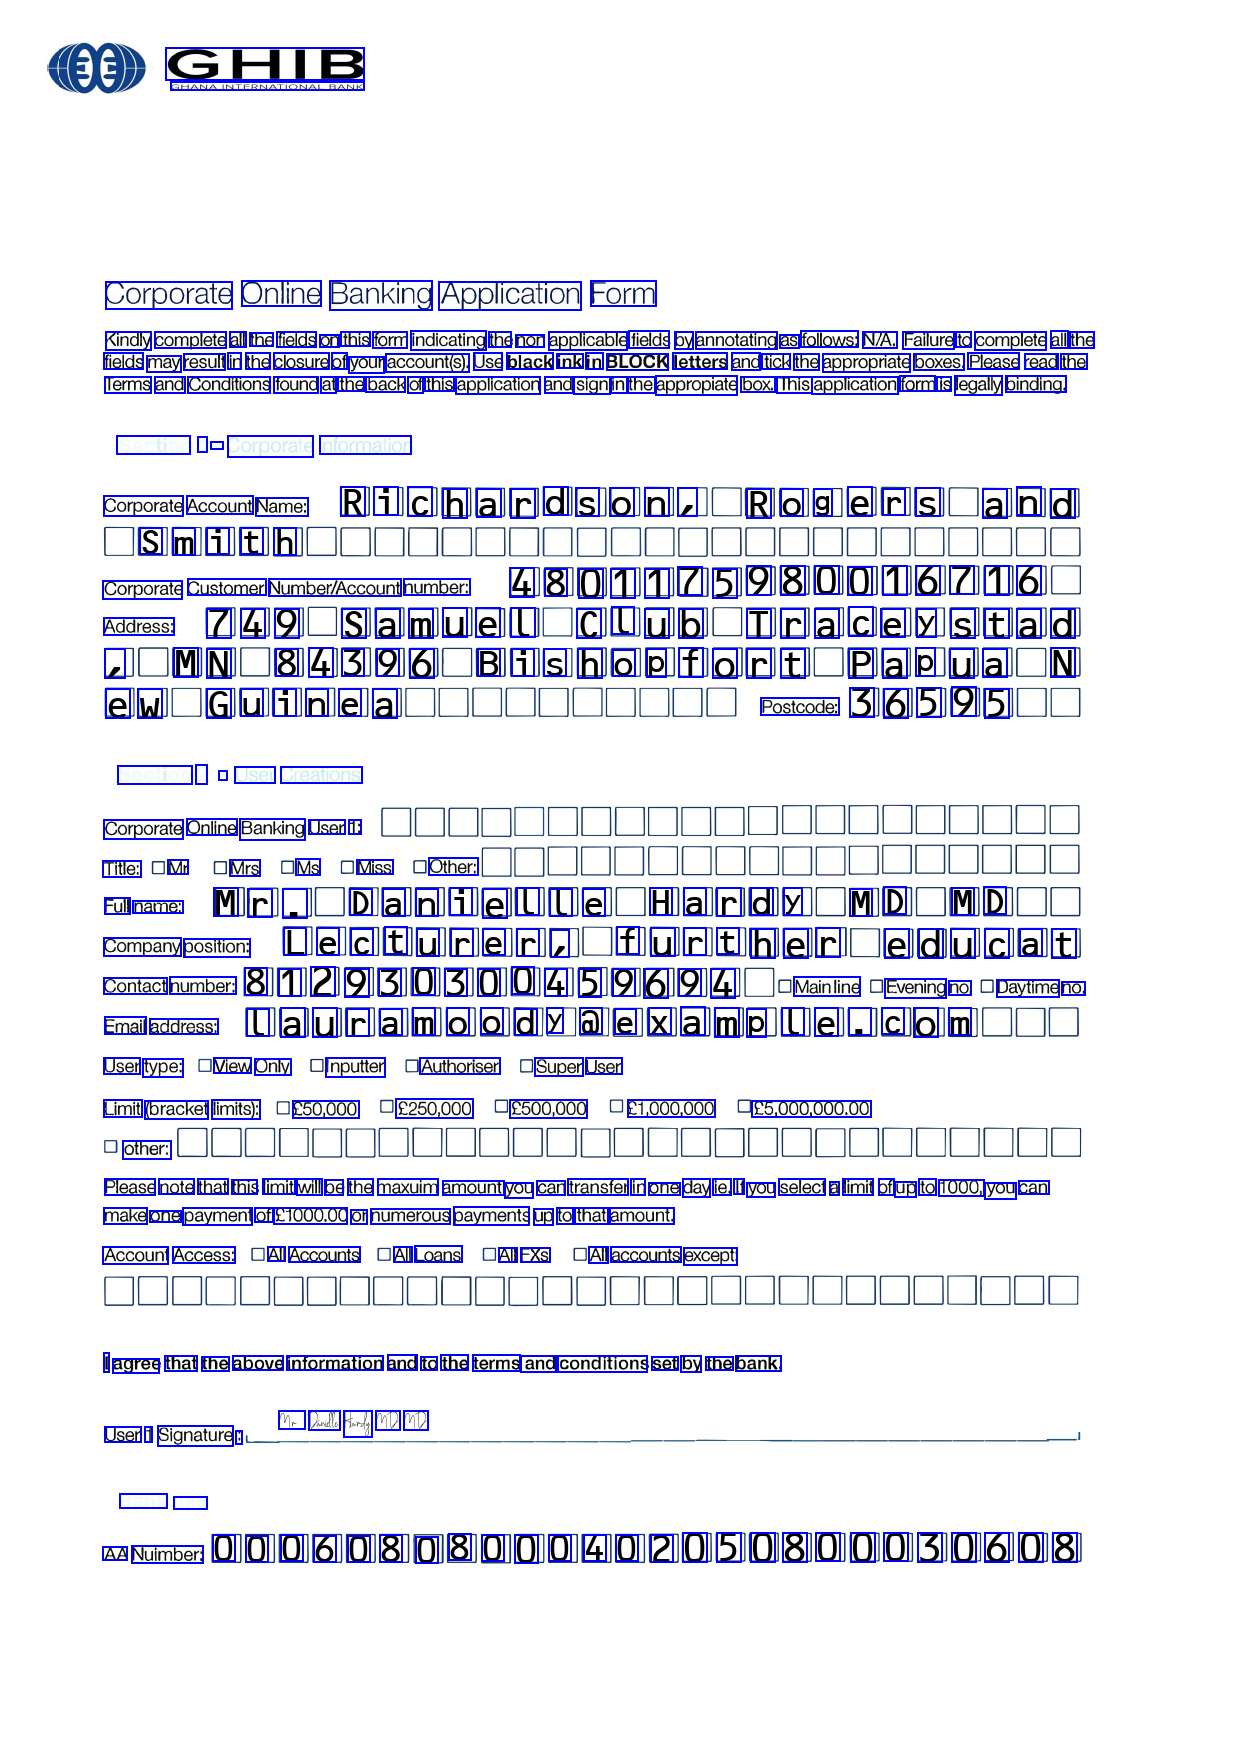 GHIB
GHANA INTERNATIONAL BANK
Corporate Online Banking Application Form
Kindly complete all the fields on this form indicating the non applicable fields by annotating as follows: N/A. Failure to complete all the
fields may result in the closure of your account(s). Use black ink in BLOCK letters and tick the appropriate boxes. Please read the
Terms and Conditions found at the back of this application and sign in the appropiate box. This application form is legally binding.
Section - Corporate Information
Corporate Account Name: Richardson, Rogers and
Smith
Corporate Customer Number/Account number: 4801175980016716
Address: 749 Samuel Club Traceystad
, MN 84396 Bishopfort Papua N
ew Guinea Postcode: 36595
Section - User Creations
Corporate Online Banking User 1:
Title: Mr Mrs Ms Miss Other:
Full name: Mr. Danielle Hardy MD MD
Company position: Lecturer, further educat
Contact number: 812930300459694 Main line Evening no. Daytime no.
Email address: lauramoody@example.com
User type: View Only Inputter Authoriser Super User
Limit (bracket limits): £50,000 £250,000 £500,000 £1,000,000 £5,000,000.00
other:
Please note that this limit will be the maxuim amount you can transfer in one day ie. If you select a limit of up to 1000, you can
make one payment of £1000.00 or numerous payments up to that amount.
Account Access: All Accounts All Loans All FXs All accounts except
I agree that the above information and to the terms and conditions set by the bank.
User 1 Signature : Mr. Danielle Hardy MD MD
AA Nuimber: 00060808000402050800030608